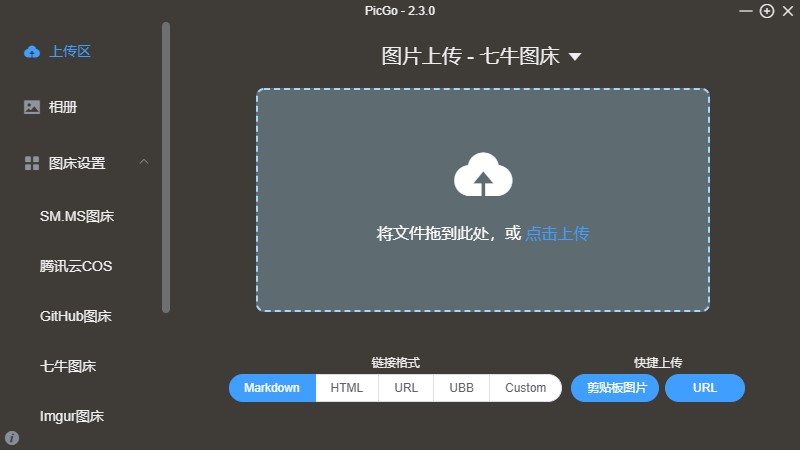 PicGo - 2.3.0
上传区
相册
图床设置
SM.MS图床
腾讯云COS
GitHub图床
七牛图床
Imgur图床
图片上传 - 七牛图床
将文件拖到此处，或 点击上传
链接格式
Markdown HTML URL UBB Custom
快捷上传
剪贴板图片 URL